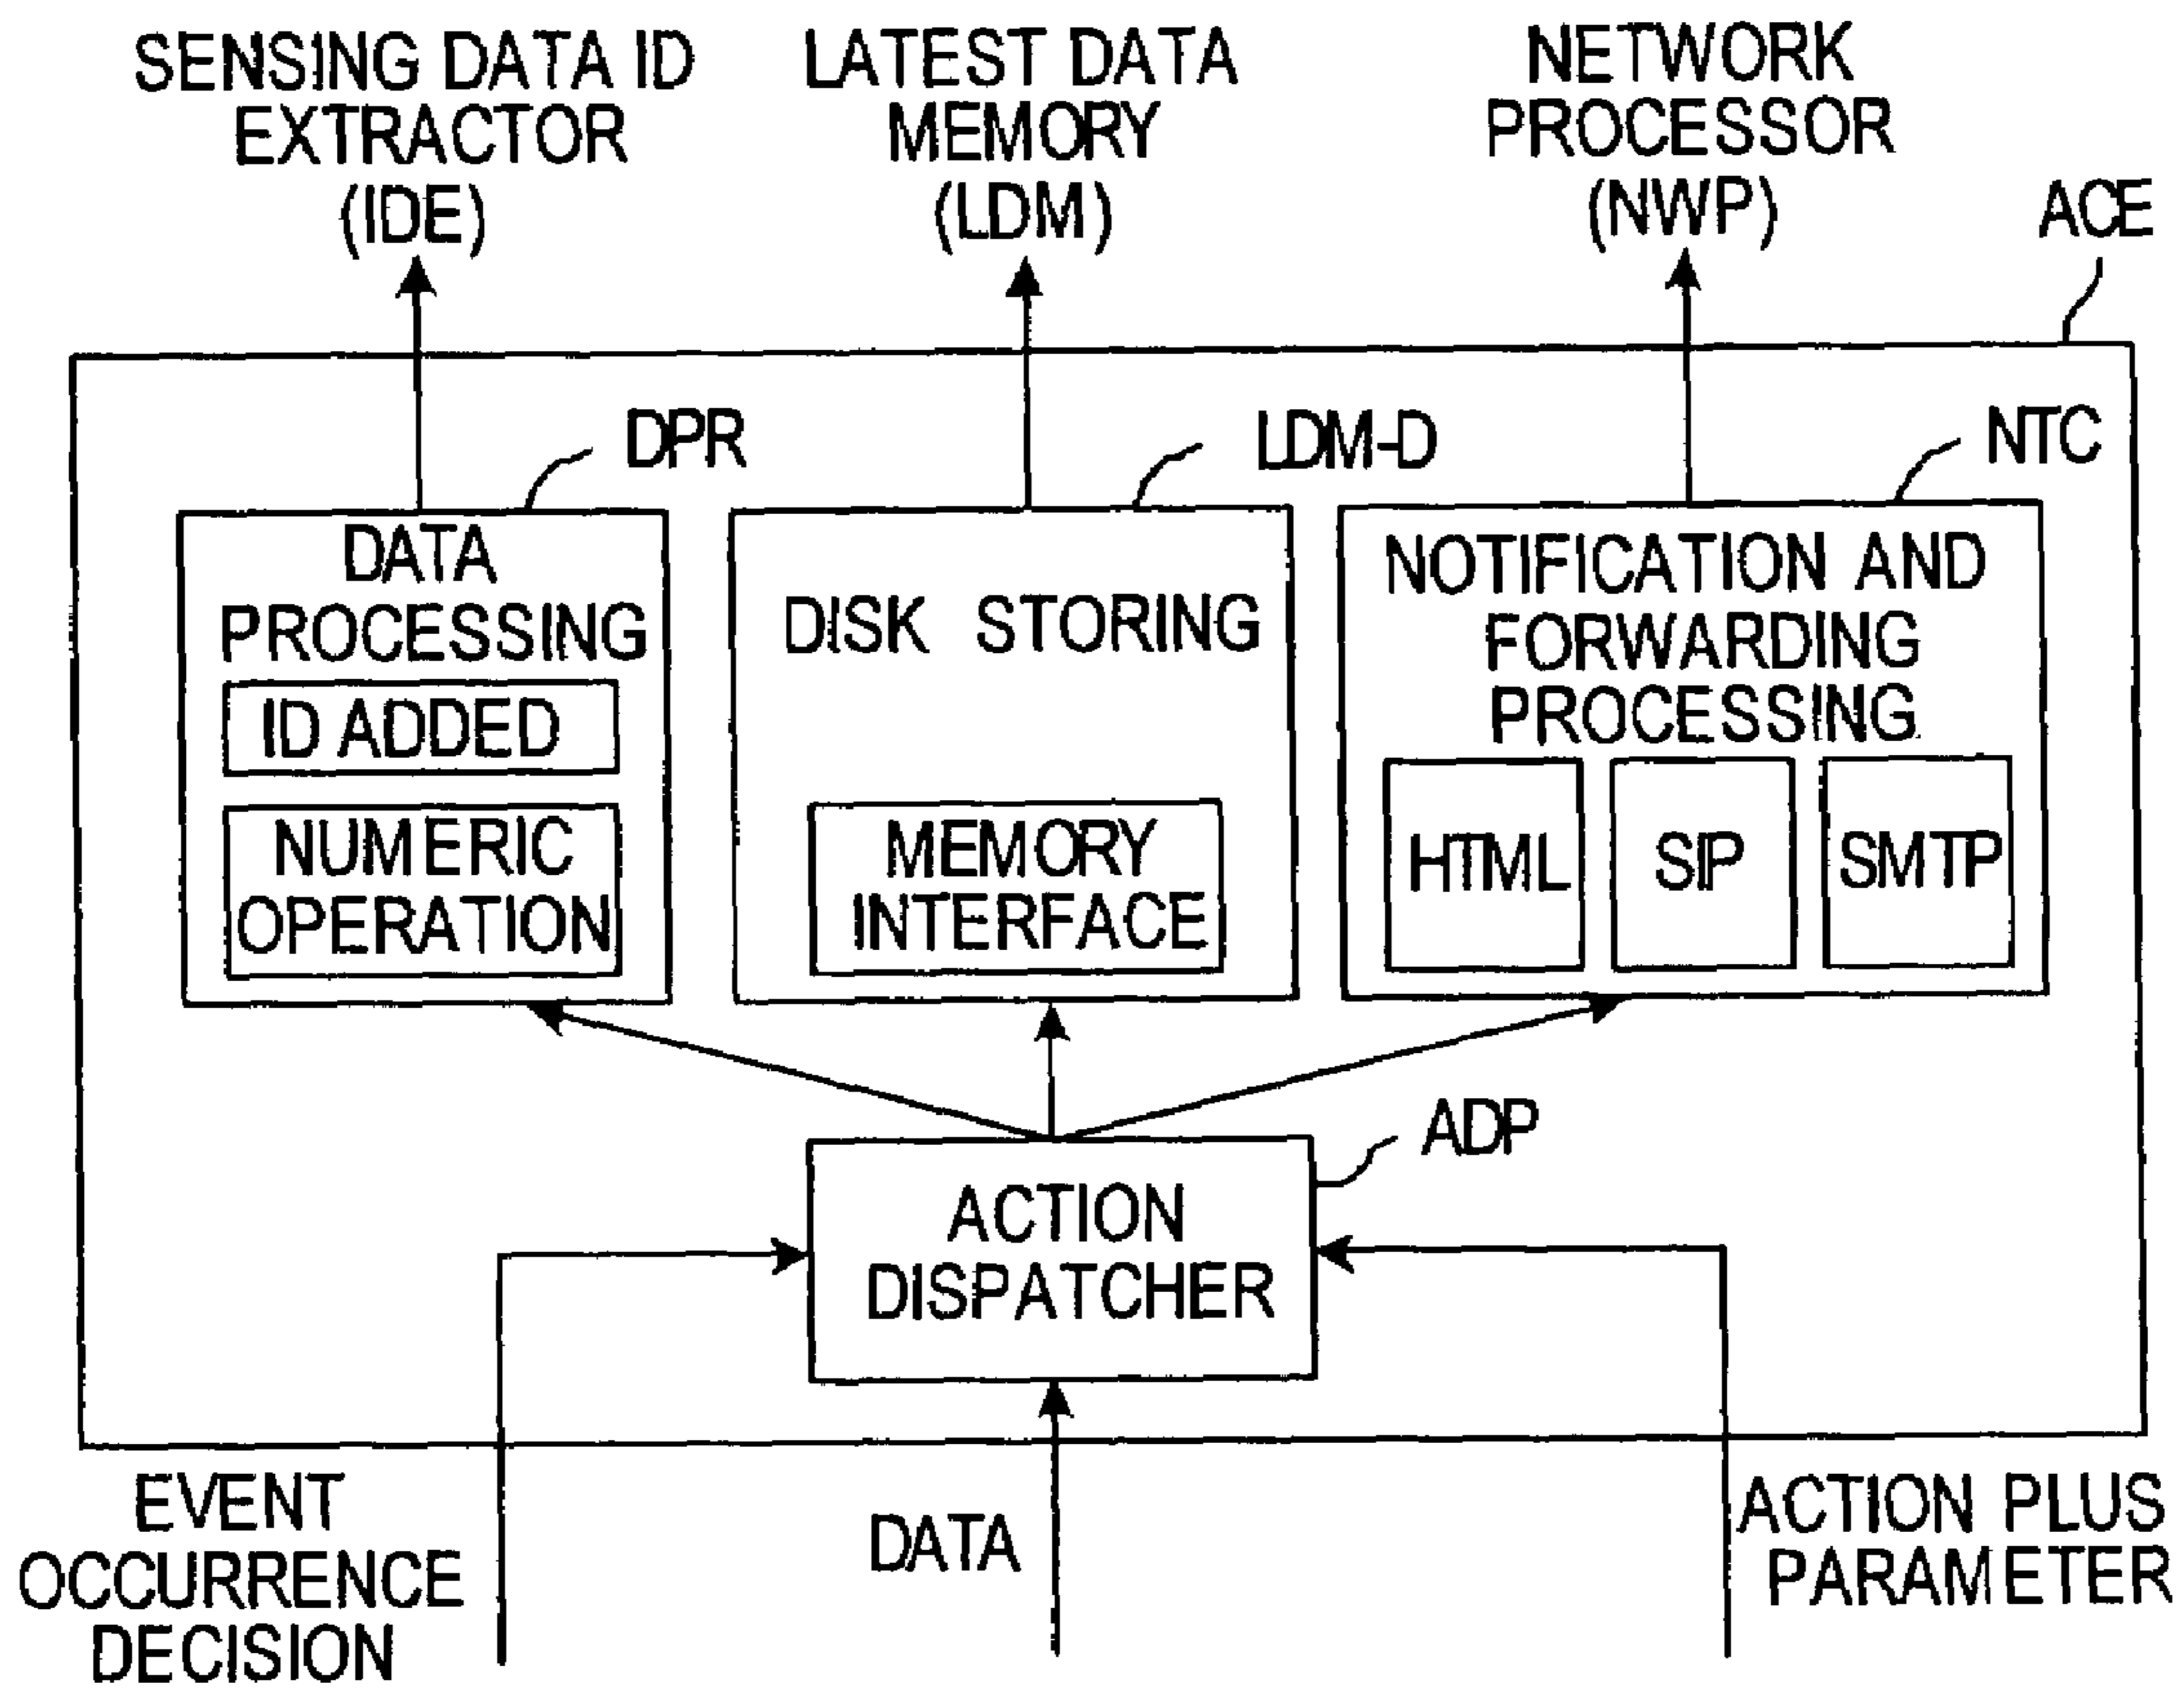 SENSING DATA ID
EXTRACTOR
(IDE)
LATEST DATA
MEMORY
(LDM)
NETWORK
PROCESSOR
(NWP)
ACE
DPR
LDM-D
NTC
DATA
PROCESSING
ID ADDED
NUMERIC
OPERATION
DISK STORING
MEMORY
INTERFACE
NOTIFICATION AND
FORWARDING
PROCESSING
HTML
SIP
SMTP
ADP
ACTION
DISPATCHER
EVENT
OCCURRENCE
DECISION
DATA
ACTION PLUS
PARAMETER